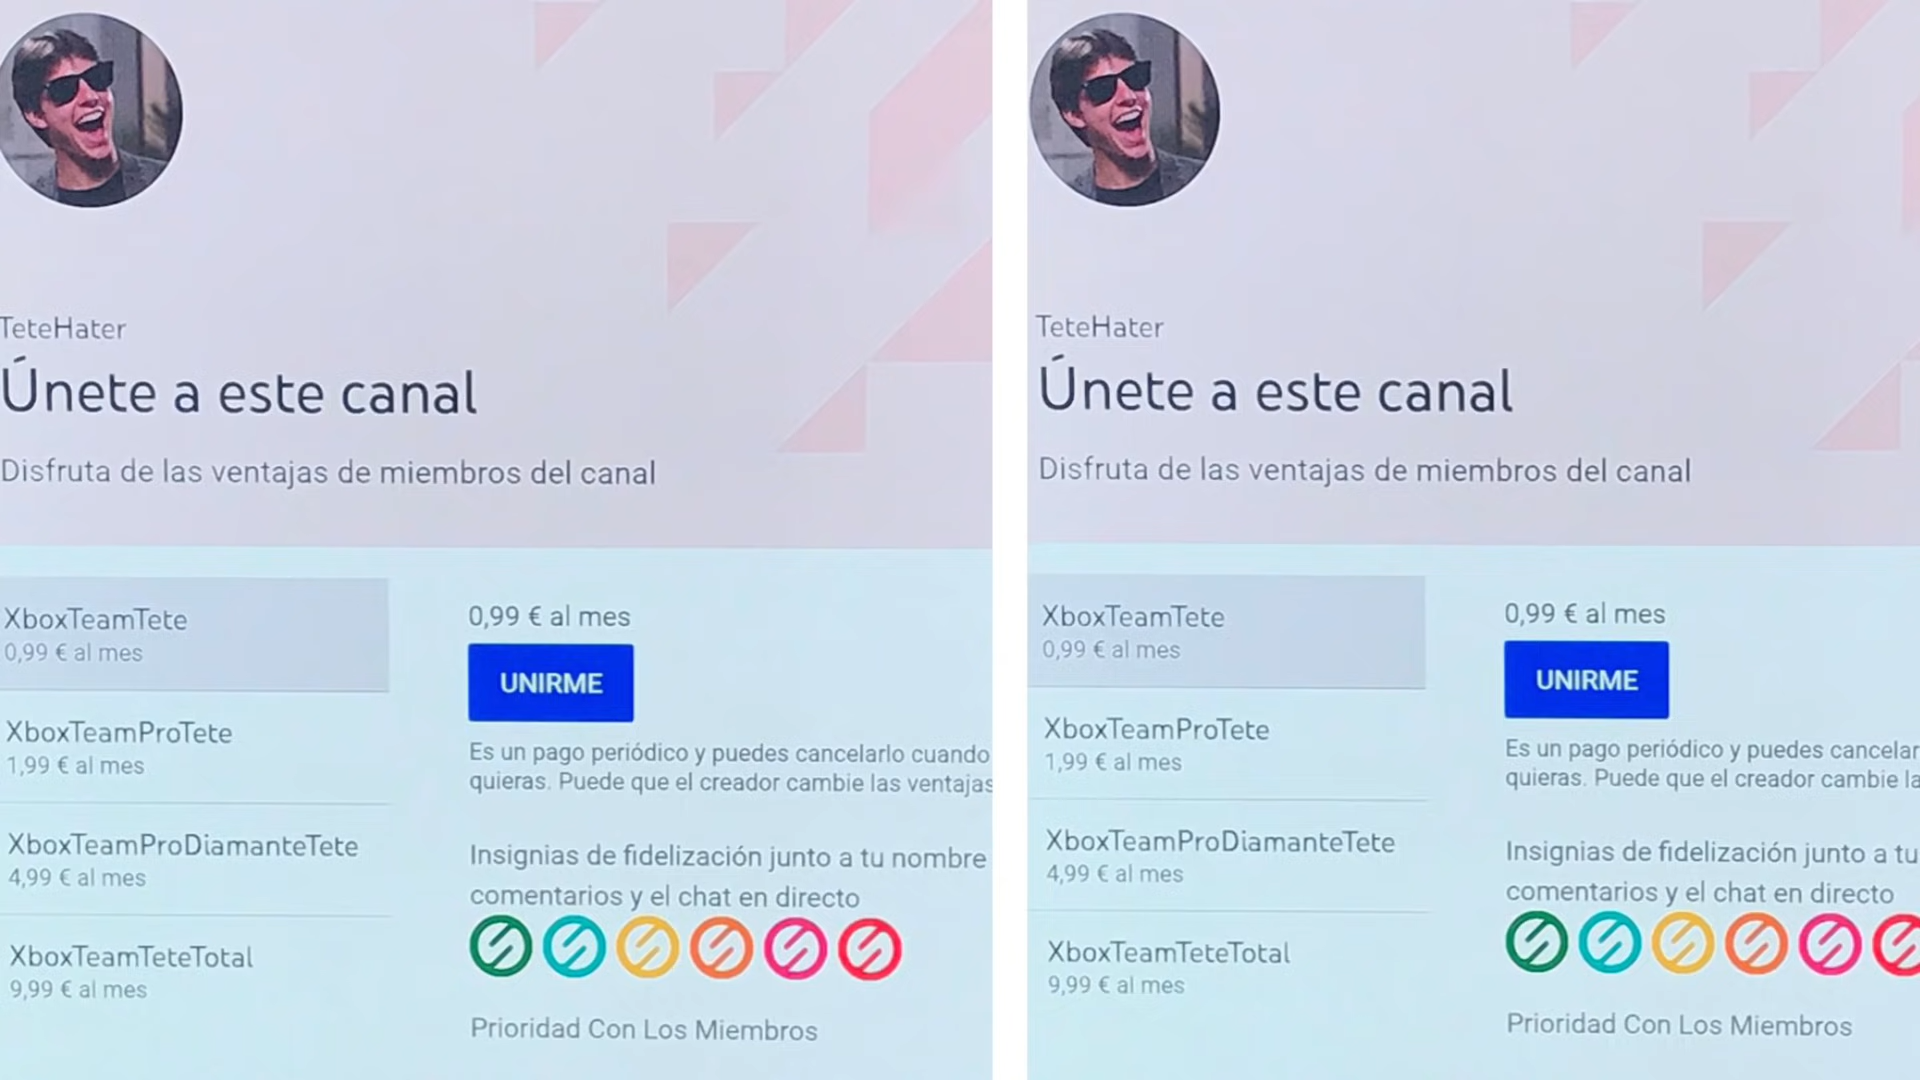 TeteHater
Únete a este canal
Disfruta de las ventajas de miembros del canal
XboxTeamTete
0,99 € al mes
XboxTeamProTete
1,99 € al mes
XboxTeamProDiamanteTete
4,99 € al mes
XboxTeamTeteTotal
9,99 € al mes
0,99 € al mes
UNIRME
Es un pago periódico y puedes cancelarlo cuando
quieras. Puede que el creador cambie las ventajas
Insignias de fidelización junto a tu nombre
comentarios y el chat en directo
Prioridad Con Los Miembros
TeteHater
Únete a este canal
Disfruta de las ventajas de miembros del canal
XboxTeamTete
0,99 € al mes
XboxTeamProTete
1,99 € al mes
XboxTeamProDiamanteTete
4,99 € al mes
XboxTeamTeteTotal
9,99 € al mes
0,99 € al mes
UNIRME
Es un pago periódico y puedes cancelar
quieras. Puede que el creador cambie la
Insignias de fidelización junto a tu
comentarios y el chat en directo
Prioridad Con Los Miembros